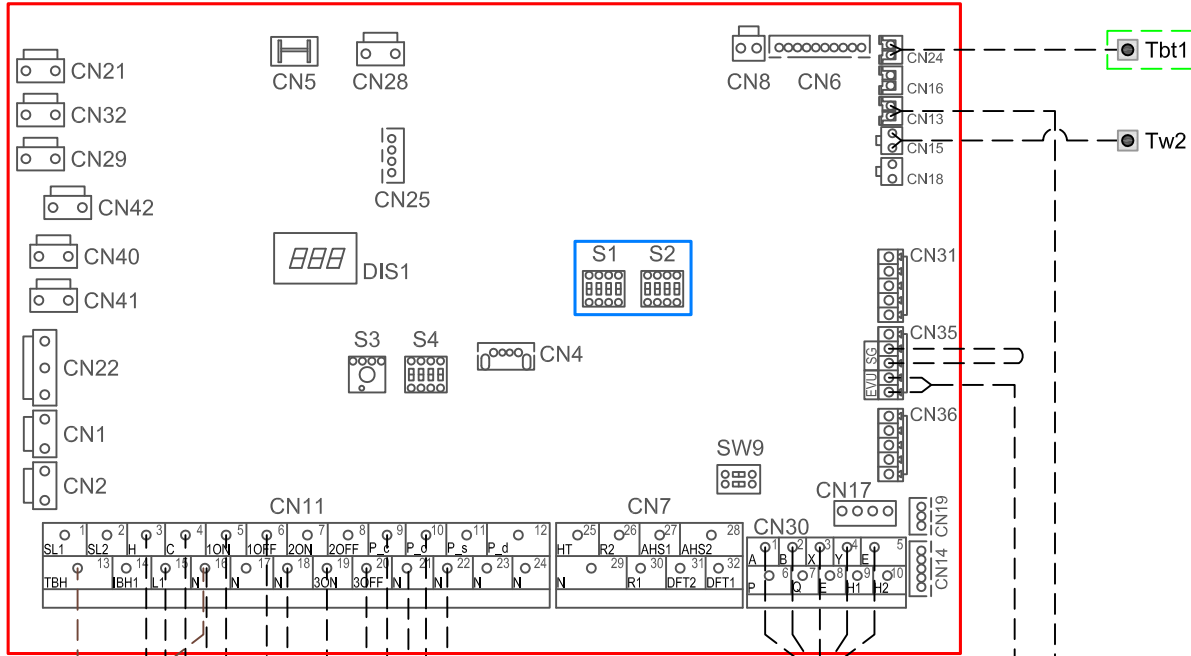 CN21
CN5
CN28
CN8
CN6
CN24
Tbt1
CN16
CN32
CN13
CN29
CN15
Tw2
CN25
CN18
CN42
CN40
S1 S2
CN31
DIS1
CN41
S3
S4
CN4
CN35
SG
EVU
CN22
CN36
CN1
SW9
CN2
CN17
CN11
CN7
CN30
CN19
CN14
1 2 3 4 5 6 7 8 9 10 11 12
SL1 SL2 H C 1ON 1OFF 2ON 2OFF P_c P_o P_s P_d
13 14 15 16 17 18 19 20 21 22 23 24
TBH IBH1 L1 N N N 3ON 3OFF N N N N
25 26 27 28
HT R2 AHS1 AHS2
29 30 31 32
N R1 DFT2 DFT1
1 2 3 4 5
A B X Y E
6 7 8 9 10
P Q E H1 H2